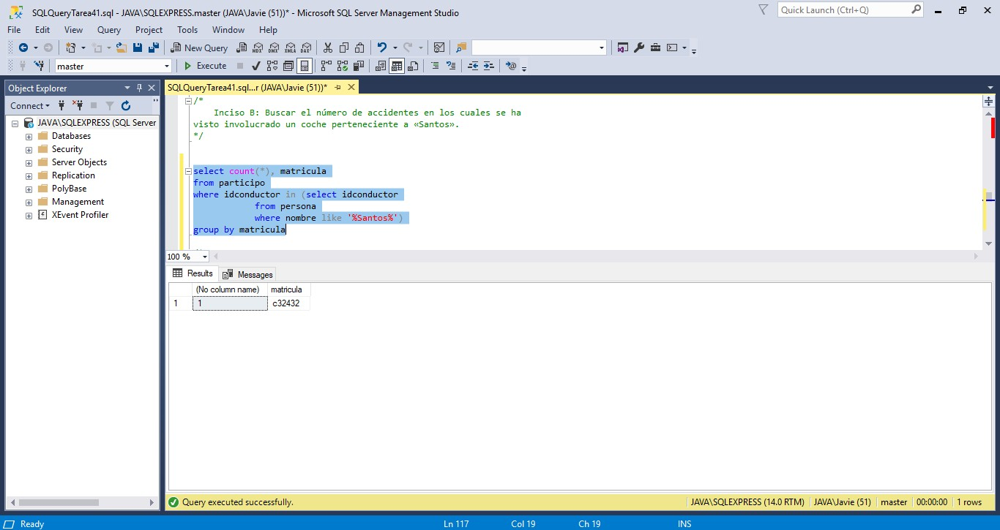 SQLQueryTarea41.sql - JAVA\SQLEXPRESS.master (JAVA\Javie (51))* - Microsoft SQL Server Management Studio
Quick Launch (Ctrl+Q)
File Edit View Query Project Tools Window Help
New Query MDX DMX XMLA DAX
master Execute
Object Explorer
SQLQueryTarea41.sql...r (JAVA\Javie (51))*
Connect
JAVA\SQLEXPRESS (SQL Server
Databases
Security
Server Objects
Replication
PolyBase
Management
XEvent Profiler
/*
Inciso B: Buscar el número de accidentes en los cuales se ha
visto involucrado un coche perteneciente a «Santos».
*/
select count(*), matricula
from participo
where idconductor in (select idconductor
from persona
where nombre like '%Santos%')
group by matricula
100 %
Results Messages
(No column name) matricula
1 1 c32432
Query executed successfully. JAVA\SQLEXPRESS (14.0 RTM) JAVA\Javie (51) master 00:00:00 1 rows
Ready Ln 117 Col 19 Ch 19 INS